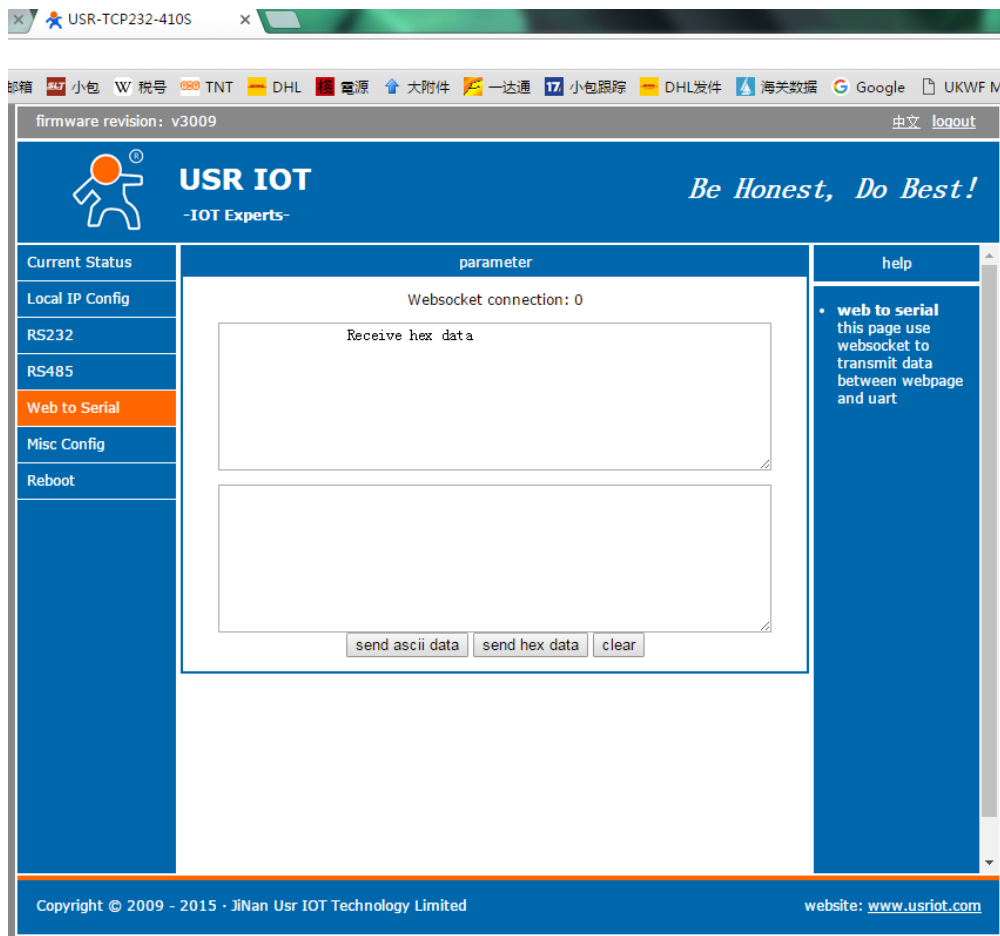 USR-TCP232-410S
邮箱 SLT 小包 W 税号 TNT DHL 電源 大附件 一达通 17 小包跟踪 DHL发件 海关数据 G Google UKWF M
firmware revision: v3009 中文 logout
®
USR IOT
-IOT Experts-
Be Honest, Do Best!
Current Status
Local IP Config
RS232
RS485
Web to Serial
Misc Config
Reboot
parameter
Websocket connection: 0
Receive hex data
send ascii data send hex data clear
help
• web to serial
this page use
websocket to
transmit data
between webpage
and uart
Copyright © 2009 - 2015 · JiNan Usr IOT Technology Limited website: www.usriot.com